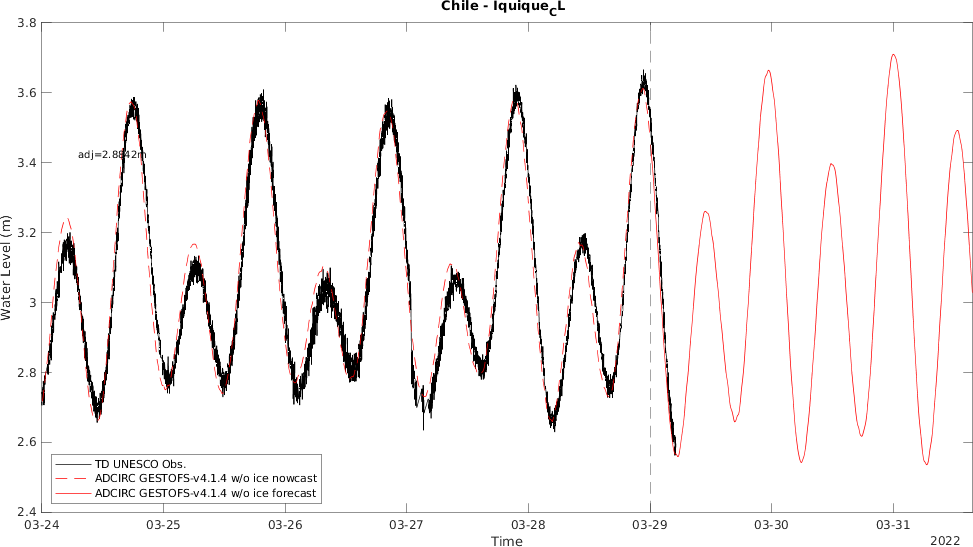 Chile - Iquique_CL
3.8
3.6
3.4
3.2
3
2.8
2.6
2.4
Water Level (m)
adj=2.8842m
TD UNESCO Obs.
ADCIRC GESTOFS-v4.1.4 w/o ice nowcast
ADCIRC GESTOFS-v4.1.4 w/o ice forecast
03-24 03-25 03-26 03-27 03-28 03-29 03-30 03-31
Time
2022